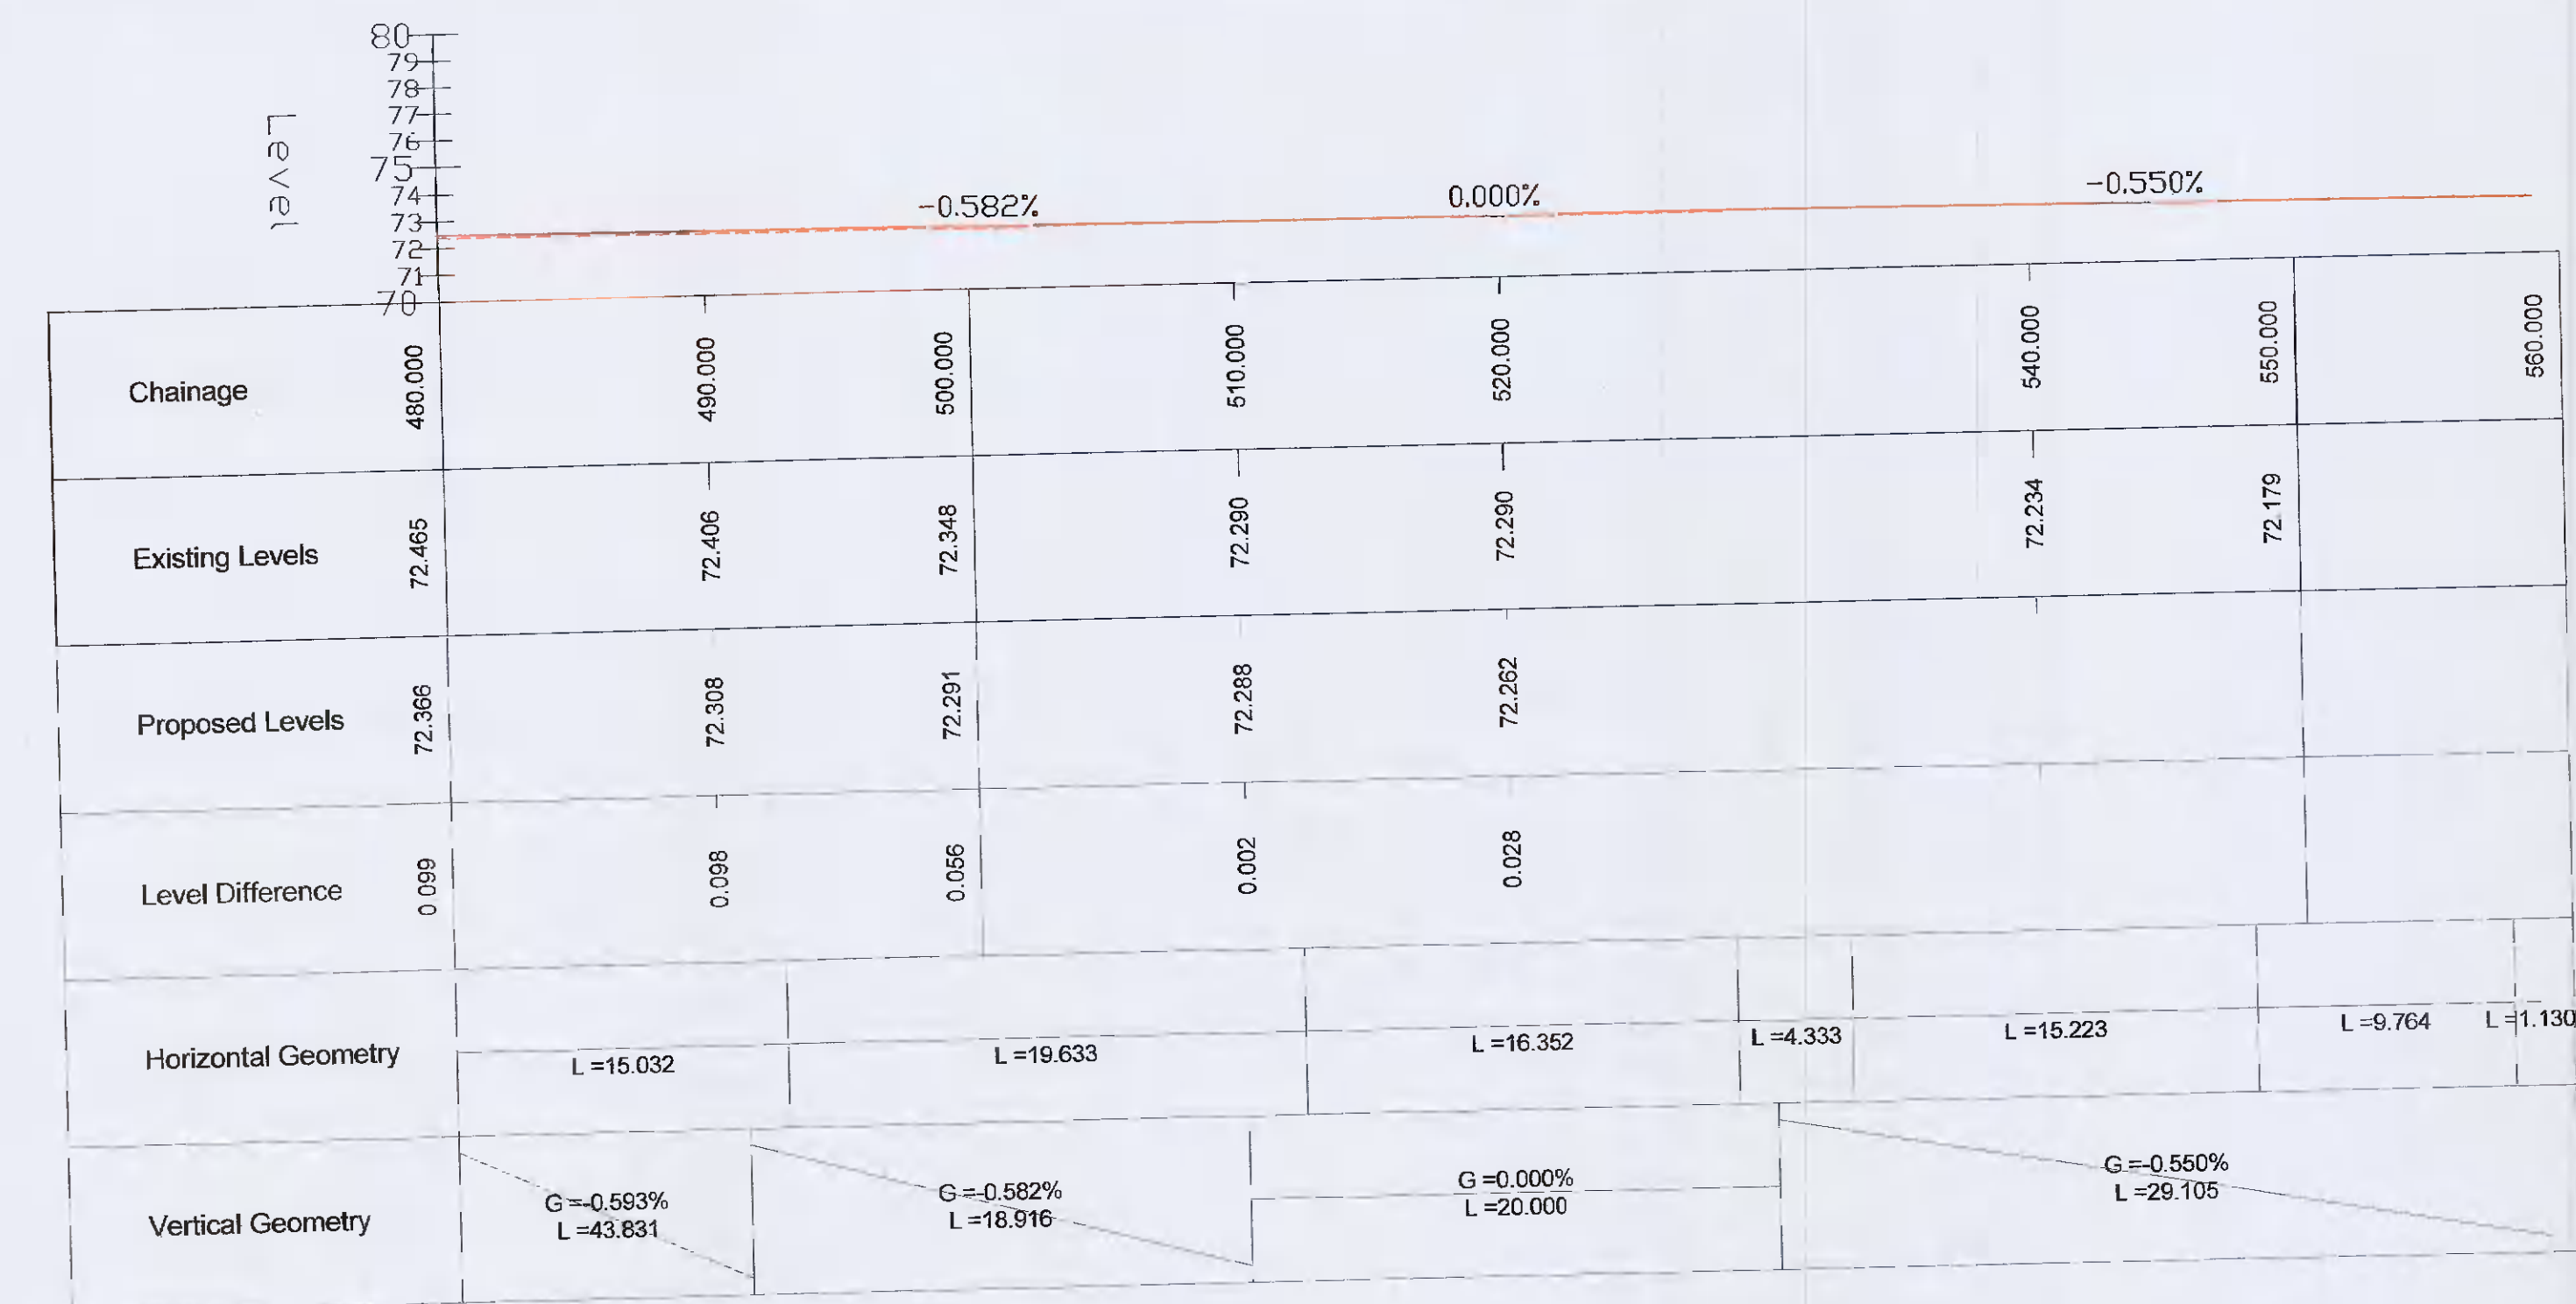 80
79
78
77
76
75
74
73
72
71
70
Level
-0.582%
0.000%
-0.550%
Chainage 480.000 490.000 500.000 510.000 520.000 540.000 550.000 560.000
Existing Levels 72.465 72.406 72.348 72.290 72.290 72.234 72.179
Proposed Levels 72.366 72.308 72.291 72.288 72.262
Level Difference 0.099 0.098 0.056 0.002 0.028
Horizontal Geometry L =15.032 L =19.633 L =16.352 L =4.333 L =15.223 L =9.764 L =1.130
Vertical Geometry
G =-0.593%
L =43.831
G =-0.582%
L =18.916
G =0.000%
L =20.000
G =-0.550%
L =29.105